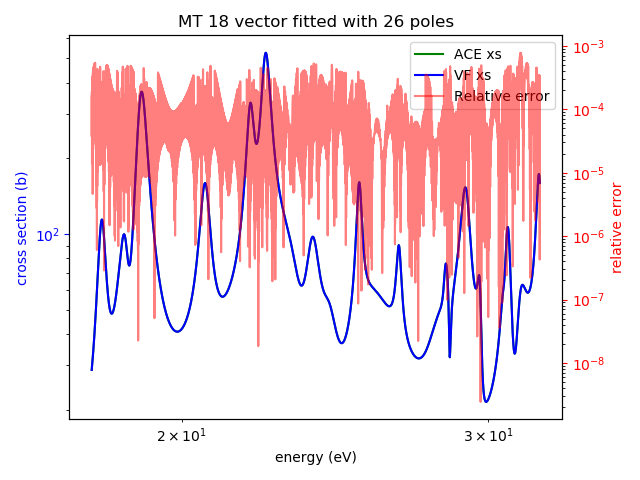 MT 18 vector fitted with 26 poles
ACE xs
VF xs
Relative error
cross section (b)
10²
relative error
10⁻³
10⁻⁴
10⁻⁵
10⁻⁶
10⁻⁷
10⁻⁸
2 × 10¹
3 × 10¹
energy (eV)